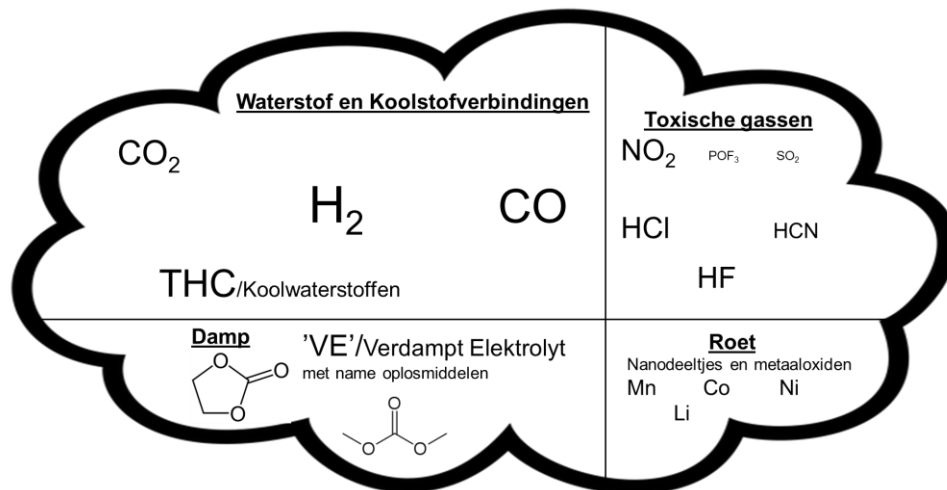 Waterstof en Koolstofverbindingen
CO₂
H₂
CO
THC/Koolwaterstoffen
Toxische gassen
NO₂ POF₃ SO₂
HCl HCN
HF
Damp
'VE'/Verdampt Elektrolyt
met name oplosmiddelen
O
O
O
O
O
O
Roet
Nanodeeltjes en metaaloxiden
Mn Co Ni
Li